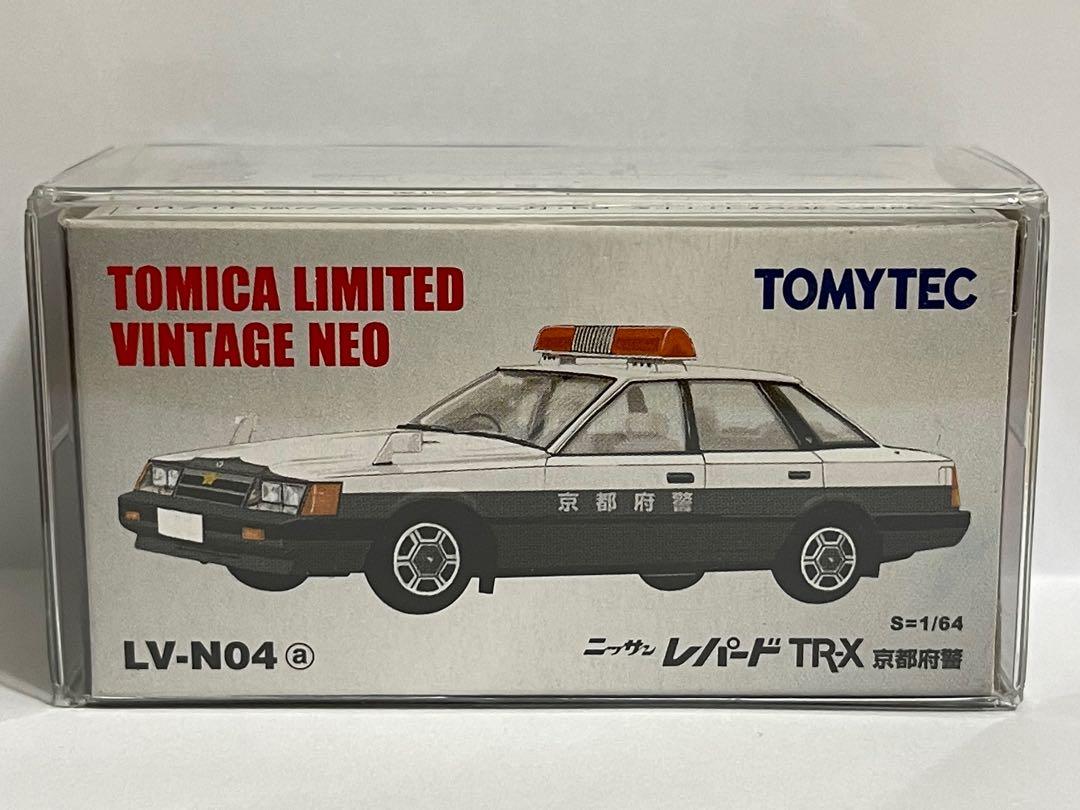 TOMICA LIMITED
VINTAGE NEO
TOMYTEC
京都府警
S=1/64
LV-N04 ⓐ
ニッサン レパード TR-X 京都府警